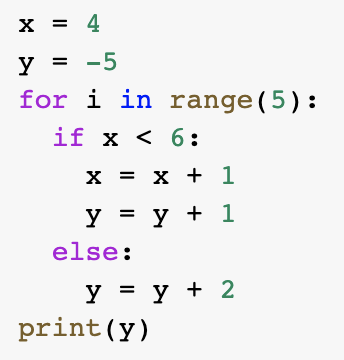 x = 4
y = -5
for i in range(5):
  if x < 6:
    x = x + 1
    y = y + 1
  else:
    y = y + 2
print(y)